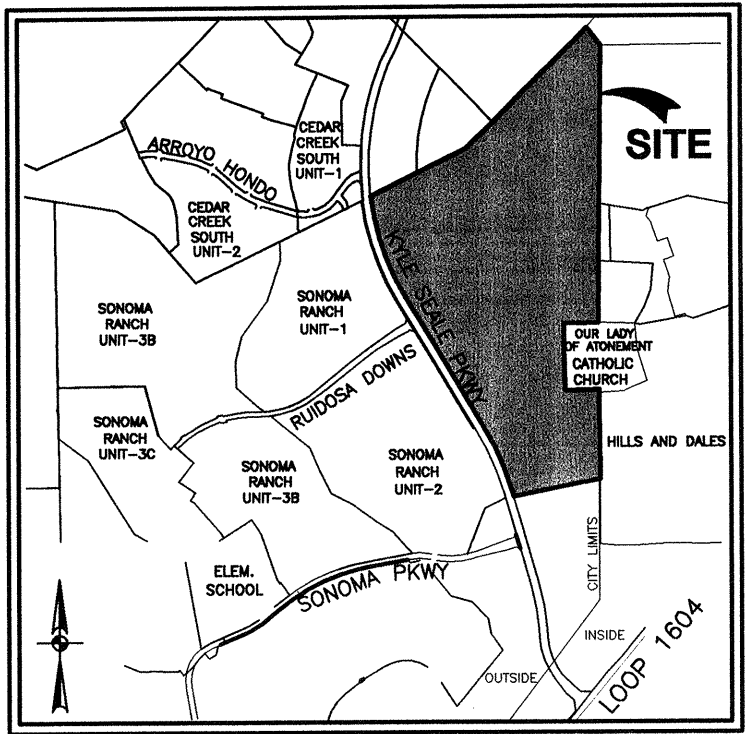 SITE
CEDAR
CREEK
SOUTH
UNIT-1
ARROYO HONDO
CEDAR
CREEK
SOUTH
UNIT-2
KYLE SEALE PKWY
SONOMA
RANCH
UNIT-1
SONOMA
RANCH
UNIT-3B
OUR LADY
OF ATONEMENT
CATHOLIC
CHURCH
RUIDOSA DOWNS
SONOMA
RANCH
UNIT-3C
HILLS AND DALES
SONOMA
RANCH
UNIT-2
SONOMA
RANCH
UNIT-3B
CITY LIMITS
ELEM.
SCHOOL
SONOMA PKWY
INSIDE
OUTSIDE
LOOP 1604